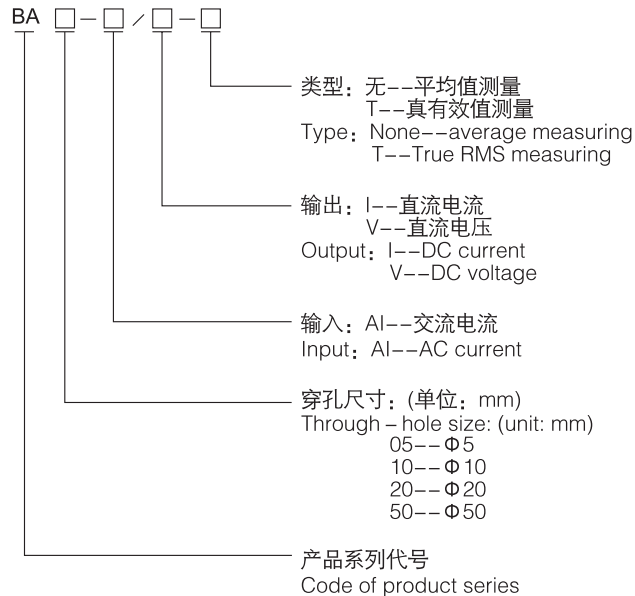 BA □-□/□-□
类型：无--平均值测量
T--真有效值测量
Type：None--average measuring
T--True RMS measuring
输出：I--直流电流
V--直流电压
Output：I--DC current
V--DC voltage
输入：AI--交流电流
Input：AI--AC current
穿孔尺寸：(单位：mm)
Through-hole size: (unit: mm)
05--Φ5
10--Φ10
20--Φ20
50--Φ50
产品系列代号
Code of product series